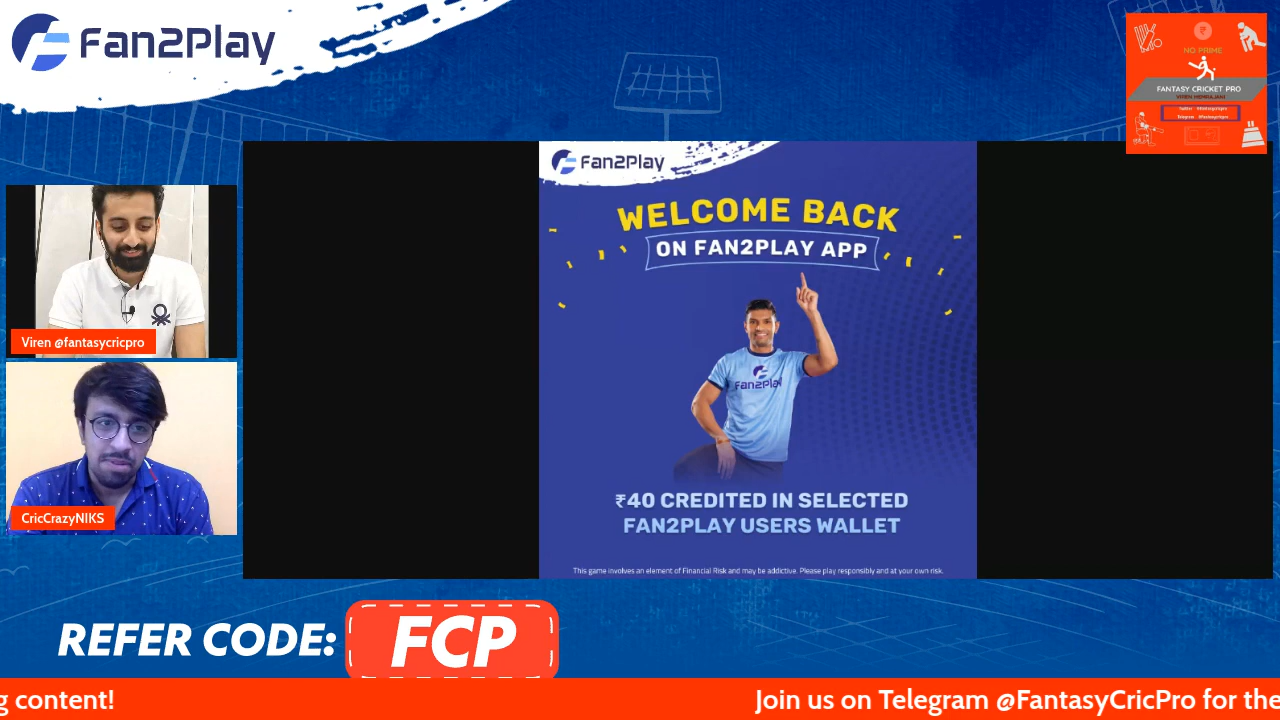 Fan2Play
NO PRIME
FANTASY CRICKET PRO
VIREN HEMRAJANI
Fan2Play
WELCOME BACK
ON FAN2PLAY APP
Fan2Play
₹40 CREDITED IN SELECTED
FAN2PLAY USERS WALLET
This game involves an element of Financial Risk and may be addictive. Please play responsibly and at your own risk.
Viren @fantasycricpro
CricCrazyNIKS
REFER CODE: FCP
g content! Join us on Telegram @FantasyCricPro for the